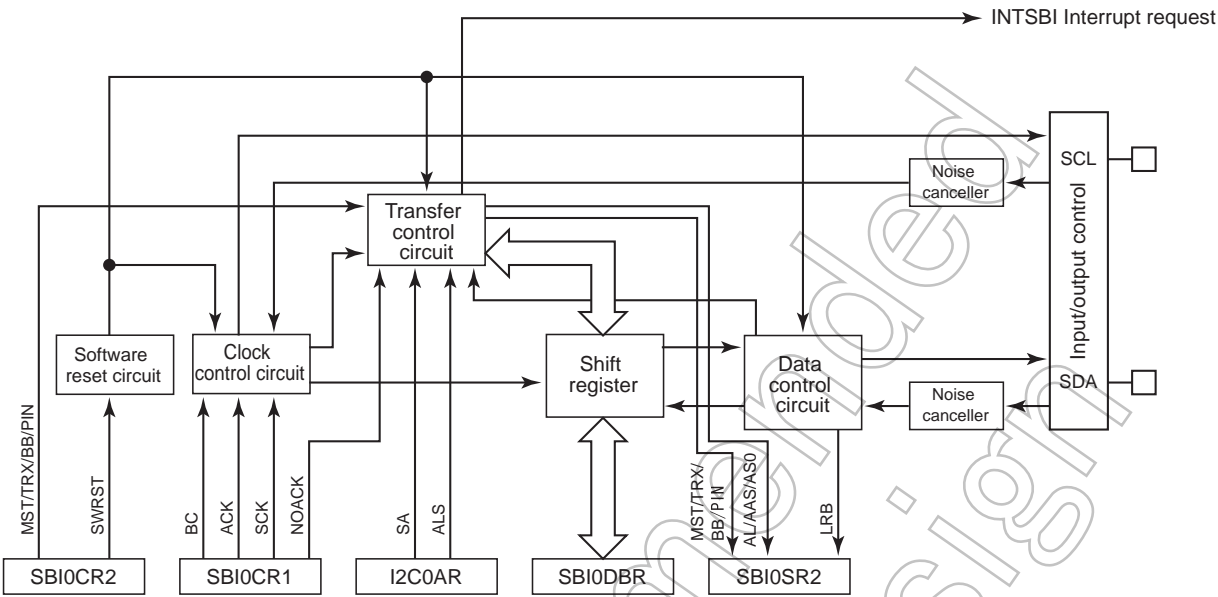 INTSBI Interrupt request
SCL
Noise
canceller
Input/output control
Transfer
control
circuit
Software
reset circuit
Clock
control circuit
Shift
register
Data
control
circuit
SDA
Noise
canceller
MST/TRX/BB/PIN
SWRST
BC
ACK
SCK
NOACK
SA
ALS
MST/TRX/
BB/PIN
AL/AAS/AS0
LRB
SBI0CR2
SBI0CR1
I2C0AR
SBI0DBR
SBI0SR2
mended
sign